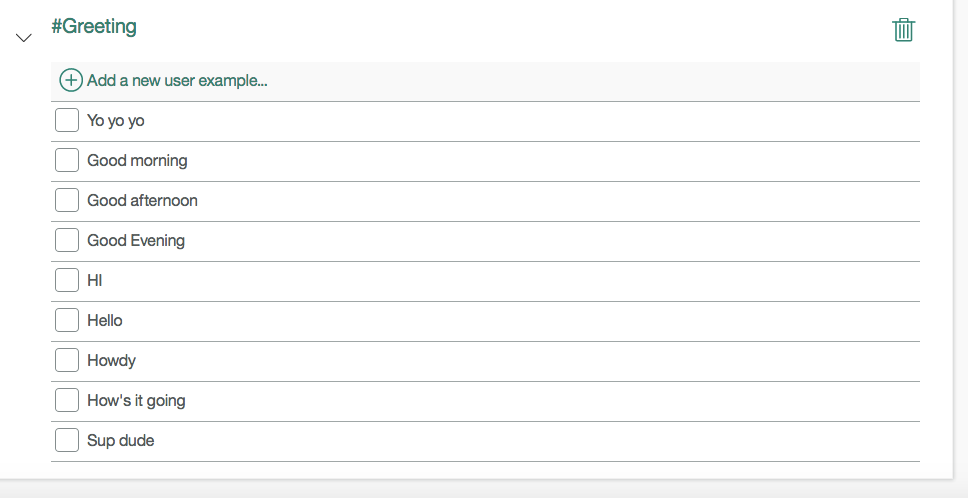 #Greeting
Add a new user example...
Yo yo yo
Good morning
Good afternoon
Good Evening
HI
Hello
Howdy
How's it going
Sup dude